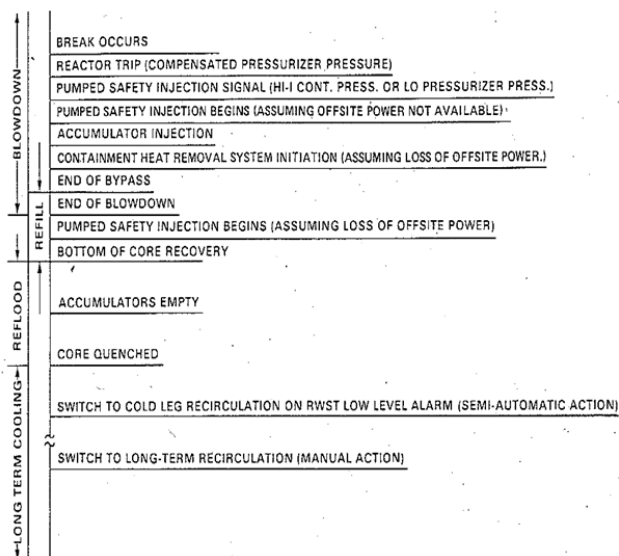 BREAK OCCURS
REACTOR TRIP (COMPENSATED PRESSURIZER PRESSURE)
PUMPED SAFETY INJECTION SIGNAL (HI-I CONT. PRESS. OR LO PRESSURIZER PRESS.)
PUMPED SAFETY INJECTION BEGINS (ASSUMING OFFSITE POWER NOT AVAILABLE)
ACCUMULATOR INJECTION
CONTAINMENT HEAT REMOVAL SYSTEM INITIATION (ASSUMING LOSS OF OFFSITE POWER.)
END OF BYPASS
END OF BLOWDOWN
PUMPED SAFETY INJECTION BEGINS (ASSUMING LOSS OF OFFSITE POWER)
BOTTOM OF CORE RECOVERY
ACCUMULATORS EMPTY
CORE QUENCHED
SWITCH TO COLD LEG RECIRCULATION ON RWST LOW LEVEL ALARM (SEMI-AUTOMATIC ACTION)
SWITCH TO LONG-TERM RECIRCULATION (MANUAL ACTION)
BLOWDOWN
REFILL
REFLOOD
LONG TERM COOLING